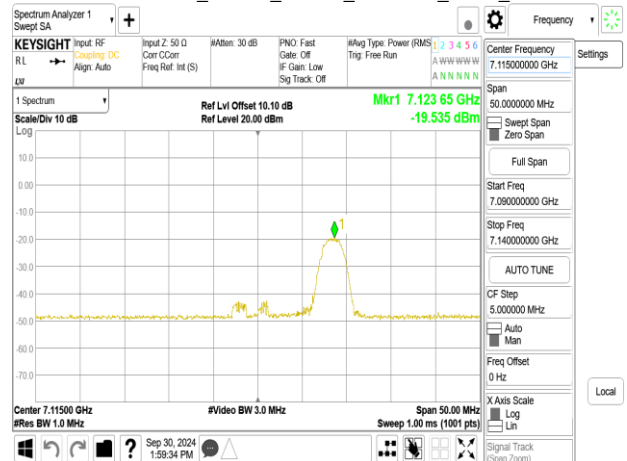 Spectrum Analyzer 1
Swept SA
+
Frequency
KEYSIGHT
RL
Input: RF
Coupling: DC
Align: Auto
Input Z: 50 Ω
Corr CCorr
Freq Ref: Int (S)
#Atten: 30 dB
PNO: Fast
Gate: Off
IF Gain: Low
Sig Track: Off
#Avg Type: Power (RMS
Trig: Free Run
1 2 3 4 5 6
A W W W W W
A N N N N N
Center Frequency
7.115000000 GHz
Settings
1 Spectrum
Scale/Div 10 dB
Ref Lvl Offset 10.10 dB
Ref Level 20.00 dBm
Mkr1 7.123 65 GHz
-19.535 dBm
Log
10.0
0.00
-10.0
-20.0
-30.0
-40.0
-50.0
-60.0
-70.0
1
Span
50.0000000 MHz
Swept Span
Zero Span
Full Span
Start Freq
7.090000000 GHz
Stop Freq
7.140000000 GHz
AUTO TUNE
CF Step
5.000000 MHz
Auto
Man
Freq Offset
0 Hz
X Axis Scale
Log
Lin
Local
Signal Track
(Span Zoom)
Center 7.11500 GHz
#Res BW 1.0 MHz
#Video BW 3.0 MHz
Span 50.00 MHz
Sweep 1.00 ms (1001 pts)
?
Sep 30, 2024
1:59:34 PM